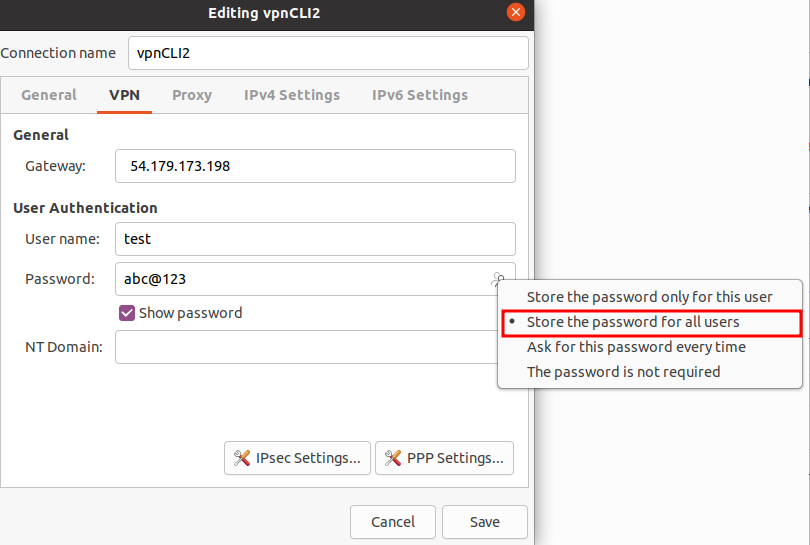 Editing vpnCLI2
Connection name vpnCLI2
General VPN Proxy IPv4 Settings IPv6 Settings
General
Gateway: 54.179.173.198
User Authentication
User name: test
Password: abc@123
Store the password only for this user
Show password
Store the password for all users
NT Domain:
Ask for this password every time
The password is not required
IPsec Settings... PPP Settings...
Cancel Save